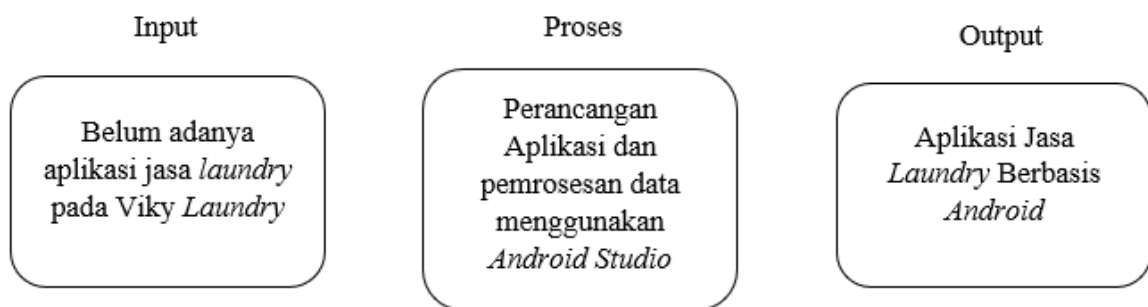 Input
Belum adanya
aplikasi jasa laundry
pada Viky Laundry
Proses
Perancangan
Aplikasi dan
pemrosesan data
menggunakan
Android Studio
Output
Aplikasi Jasa
Laundry Berbasis
Android